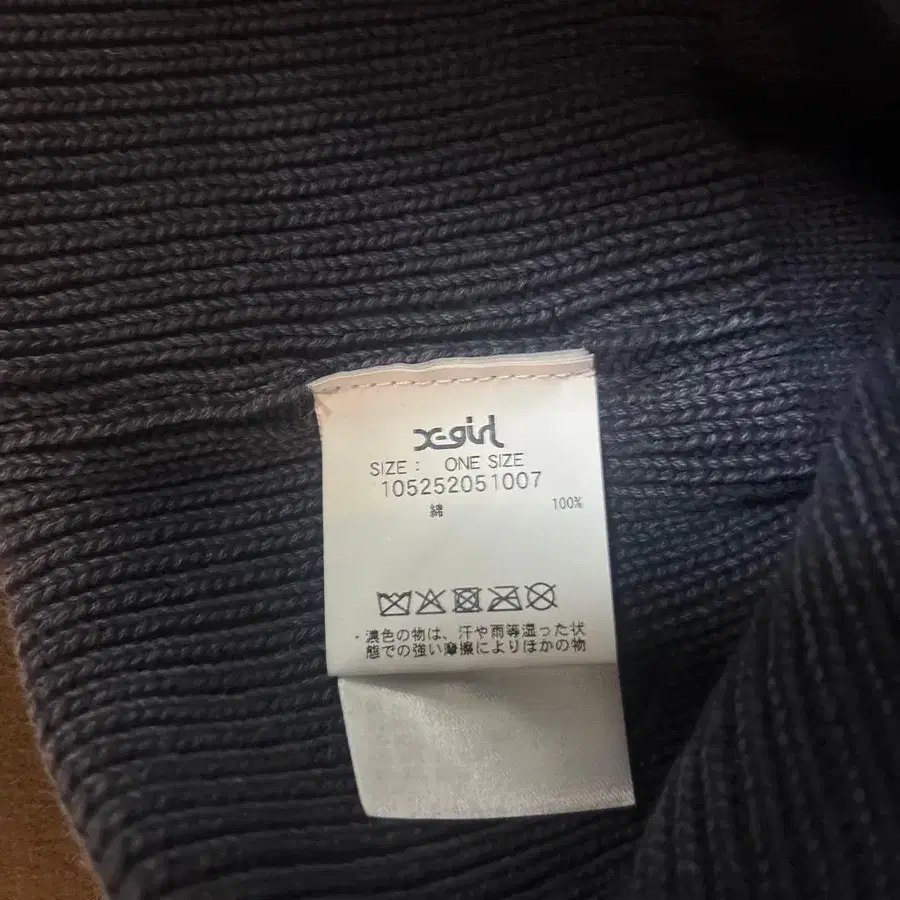 X-girl
SIZE : ONE SIZE
105252051007
綿 100%
・濃色の物は、汗や雨等湿った状
態での強い摩擦によりほかの物